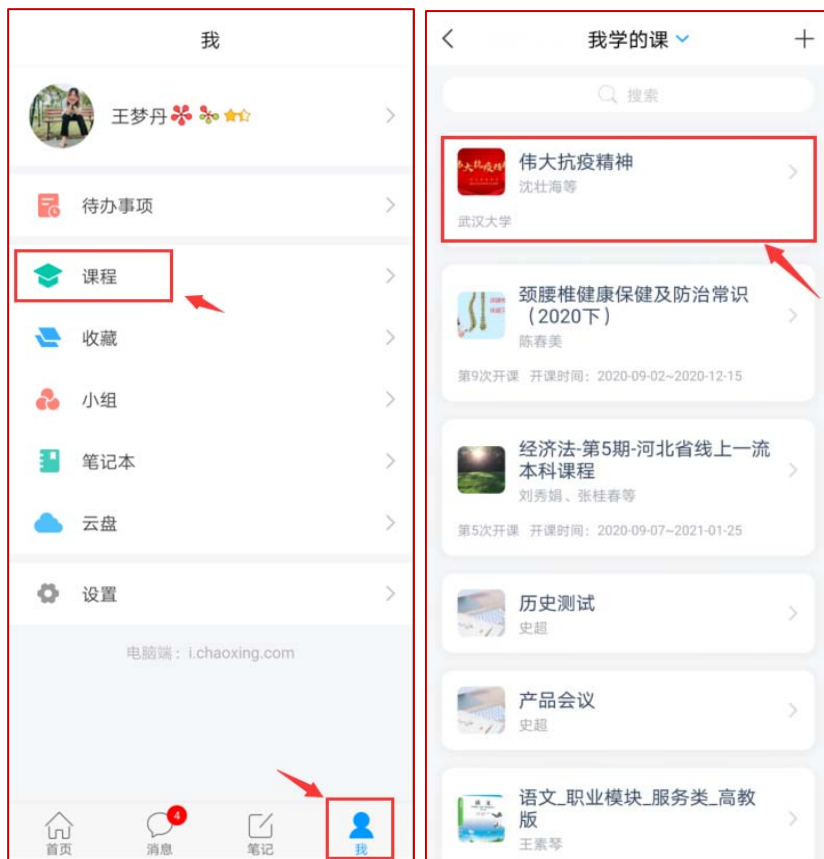 我
王梦丹
待办事项
课程
收藏
小组
笔记本
云盘
设置
电脑端：i.chaoxing.com
首页
4
消息
笔记
我
我学的课
搜索
伟大抗疫精神
沈壮海等
武汉大学
颈腰椎健康保健及防治常识
（2020下）
陈春美
第9次开课 开课时间：2020-09-02~2020-12-15
经济法-第5期-河北省线上一流
本科课程
刘秀娟、张桂春等
第5次开课 开课时间：2020-09-07~2021-01-25
历史测试
史超
产品会议
史超
语文_职业模块_服务类_高教
版
王素琴